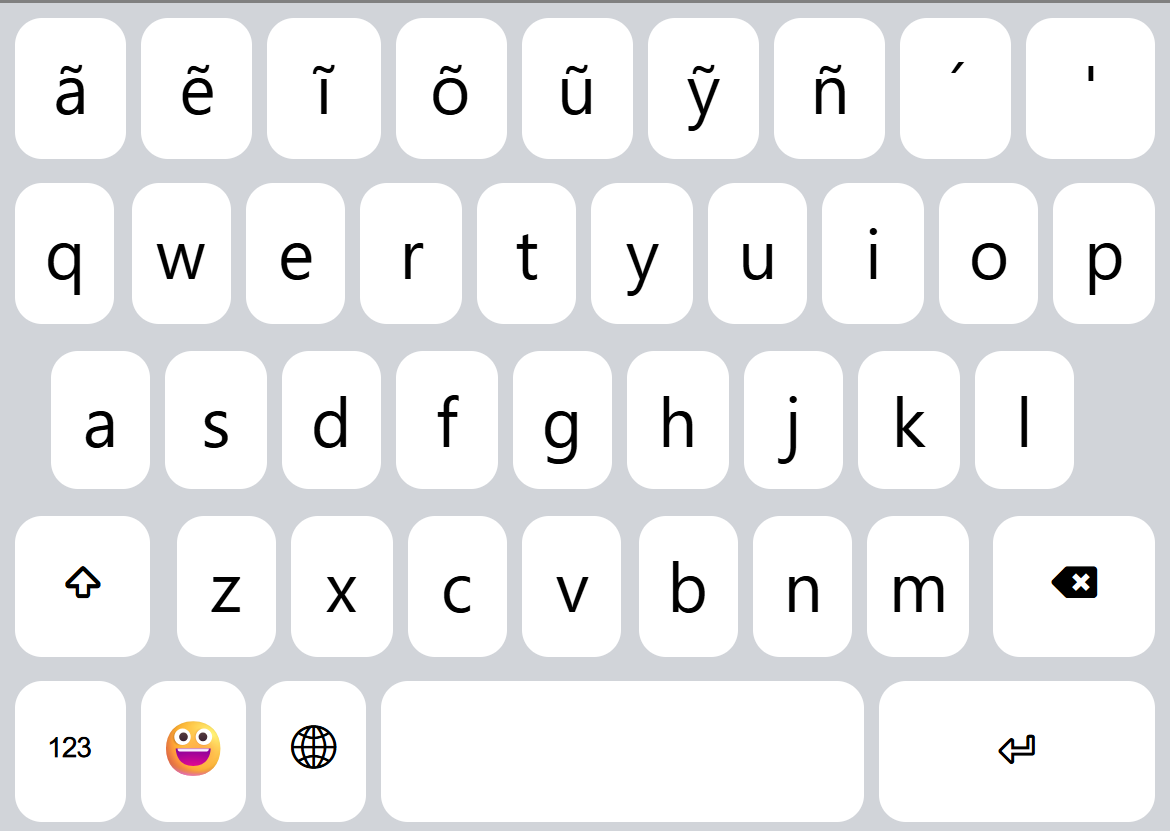 ã ẽ ĩ õ ũ ỹ ñ ´ '
q w e r t y u i o p
a s d f g h j k l
z x c v b n m
123